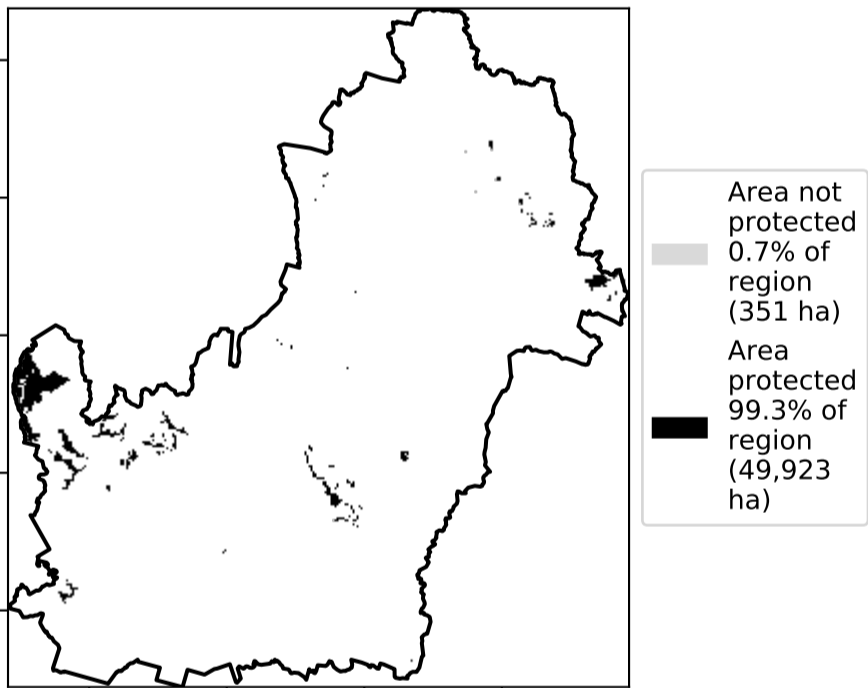 Area not
protected
0.7% of
region
(351 ha)
Area
protected
99.3% of
region
(49,923
ha)